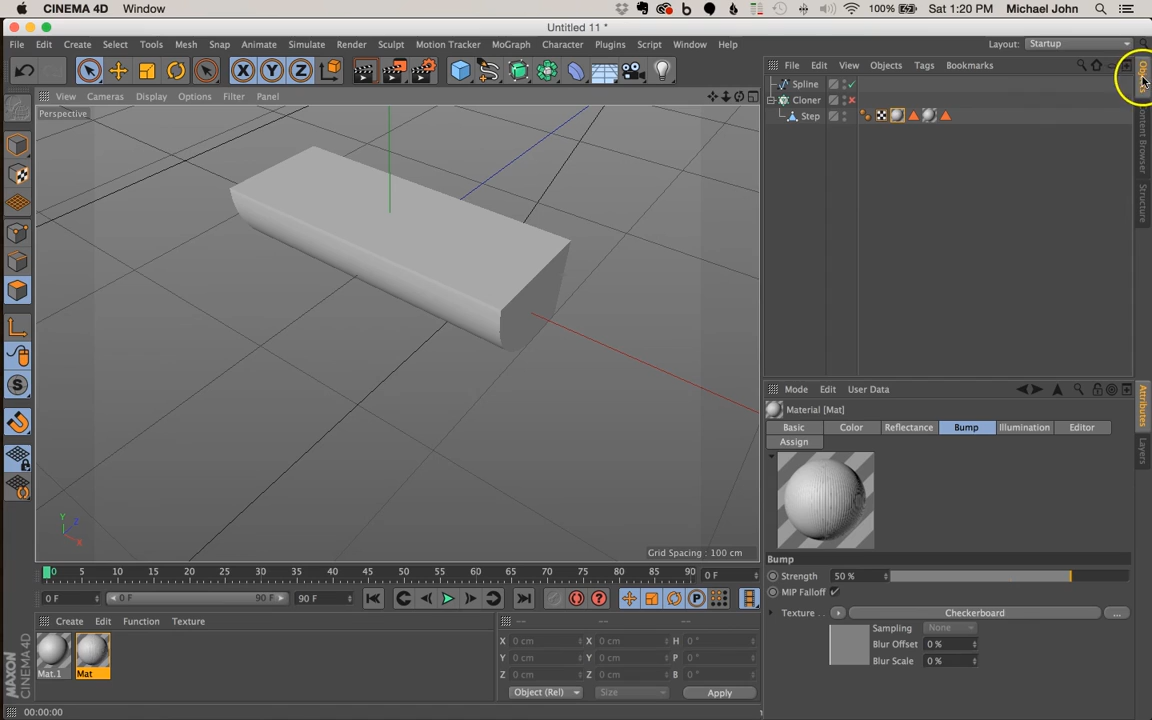 CINEMA 4D Window 100% Sat 1:20 PM Michael John
Untitled 11 *
File Edit Create Select Tools Mesh Snap Animate Simulate Render Sculpt Motion Tracker MoGraph Character Plugins Script Window Help Layout: Startup
X Y Z
View Cameras Display Options Filter Panel
File Edit View Objects Tags Bookmarks
Perspective
Spline
Cloner
Step
Objects
Content Browser
Structure
Y
Z
X
Grid Spacing : 100 cm
Mode Edit User Data
Attributes
Layers
Material [Mat]
Basic Color Reflectance Bump Illumination Editor
Assign
Bump
Strength 50 %
MIP Falloff
Texture . . Checkerboard ...
Sampling None
Blur Offset 0 %
Blur Scale 0 %
0 5 10 15 20 25 30 35 40 45 50 55 60 65 70 75 80 85 90 0 F
0 F 0 F 90 F 90 F
Create Edit Function Texture
Mat.1 Mat
-- -- --
X 0 cm X 0 cm H 0 °
Y 0 cm Y 0 cm P 0 °
Z 0 cm Z 0 cm B 0 °
Object (Rel) Size Apply
MAXON
CINEMA 4D
00:00:00